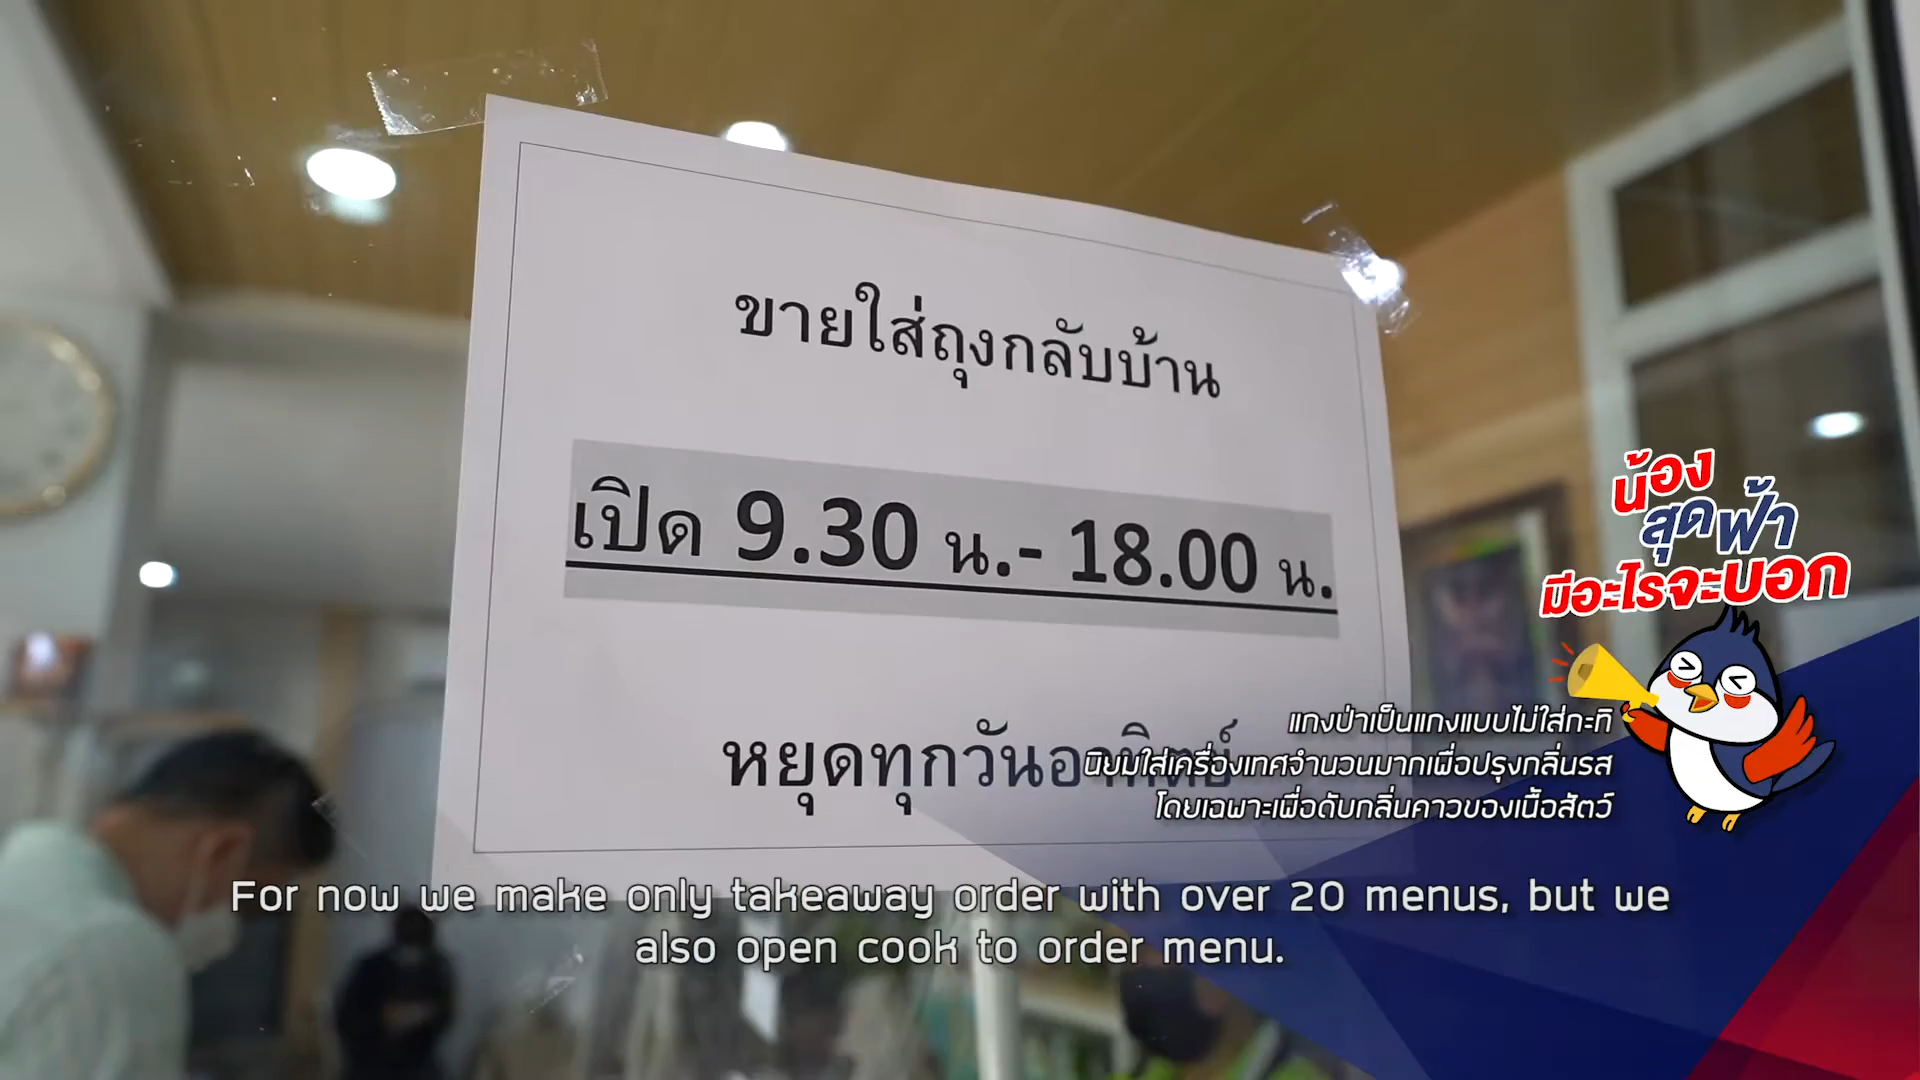 ขายใส่ถุงกลับบ้าน
เปิด 9.30 น.- 18.00 น.
หยุดทุกวันอาทิตย์
น้อง
สุดฟ้า
มีอะไรจะบอก
แกงป่าเป็นแกงแบบไม่ใส่กะทิ
นิยมใส่เครื่องเทศจำนวนมากเพื่อปรุงกลิ่นรส
โดยเฉพาะเพื่อดับกลิ่นคาวของเนื้อสัตว์
For now we make only takeaway order with over 20 menus, but we
also open cook to order menu.